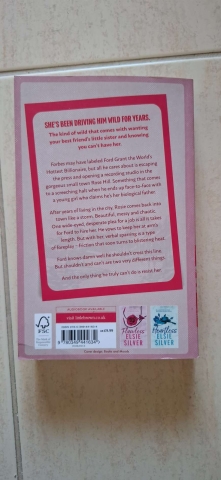 SHE'S BEEN DRIVING HIM WILD FOR YEARS.
The kind of wild that comes with wanting
your best friend's little sister and knowing
you can't have her.
Forbes may have labeled Ford Grant the World's
Hottest Billionaire, but all he cares about is escaping
the press and opening a recording studio in the
gorgeous small town Rose Hill. Something that comes
to a screeching halt when he ends up face-to-face with
a young girl who claims he's her biological father.
After years of living in the city, Rosie comes back into
town like a storm. Beautiful, messy and chaotic.
One wide-eyed, desperate plea for a job is all it takes
for Ford to hire her. He vows to keep her at arm's
length. But with her, verbal sparring is a type
of foreplay - friction that soon turns to blistering heat.
Ford knows damn well he shouldn't cross this line.
But shouldn't and can't are two very different things.
And the only thing he truly can't do is resist her.
FSC
Flawless
ELSIE
SILVER
Heartless
ELSIE
SILVER